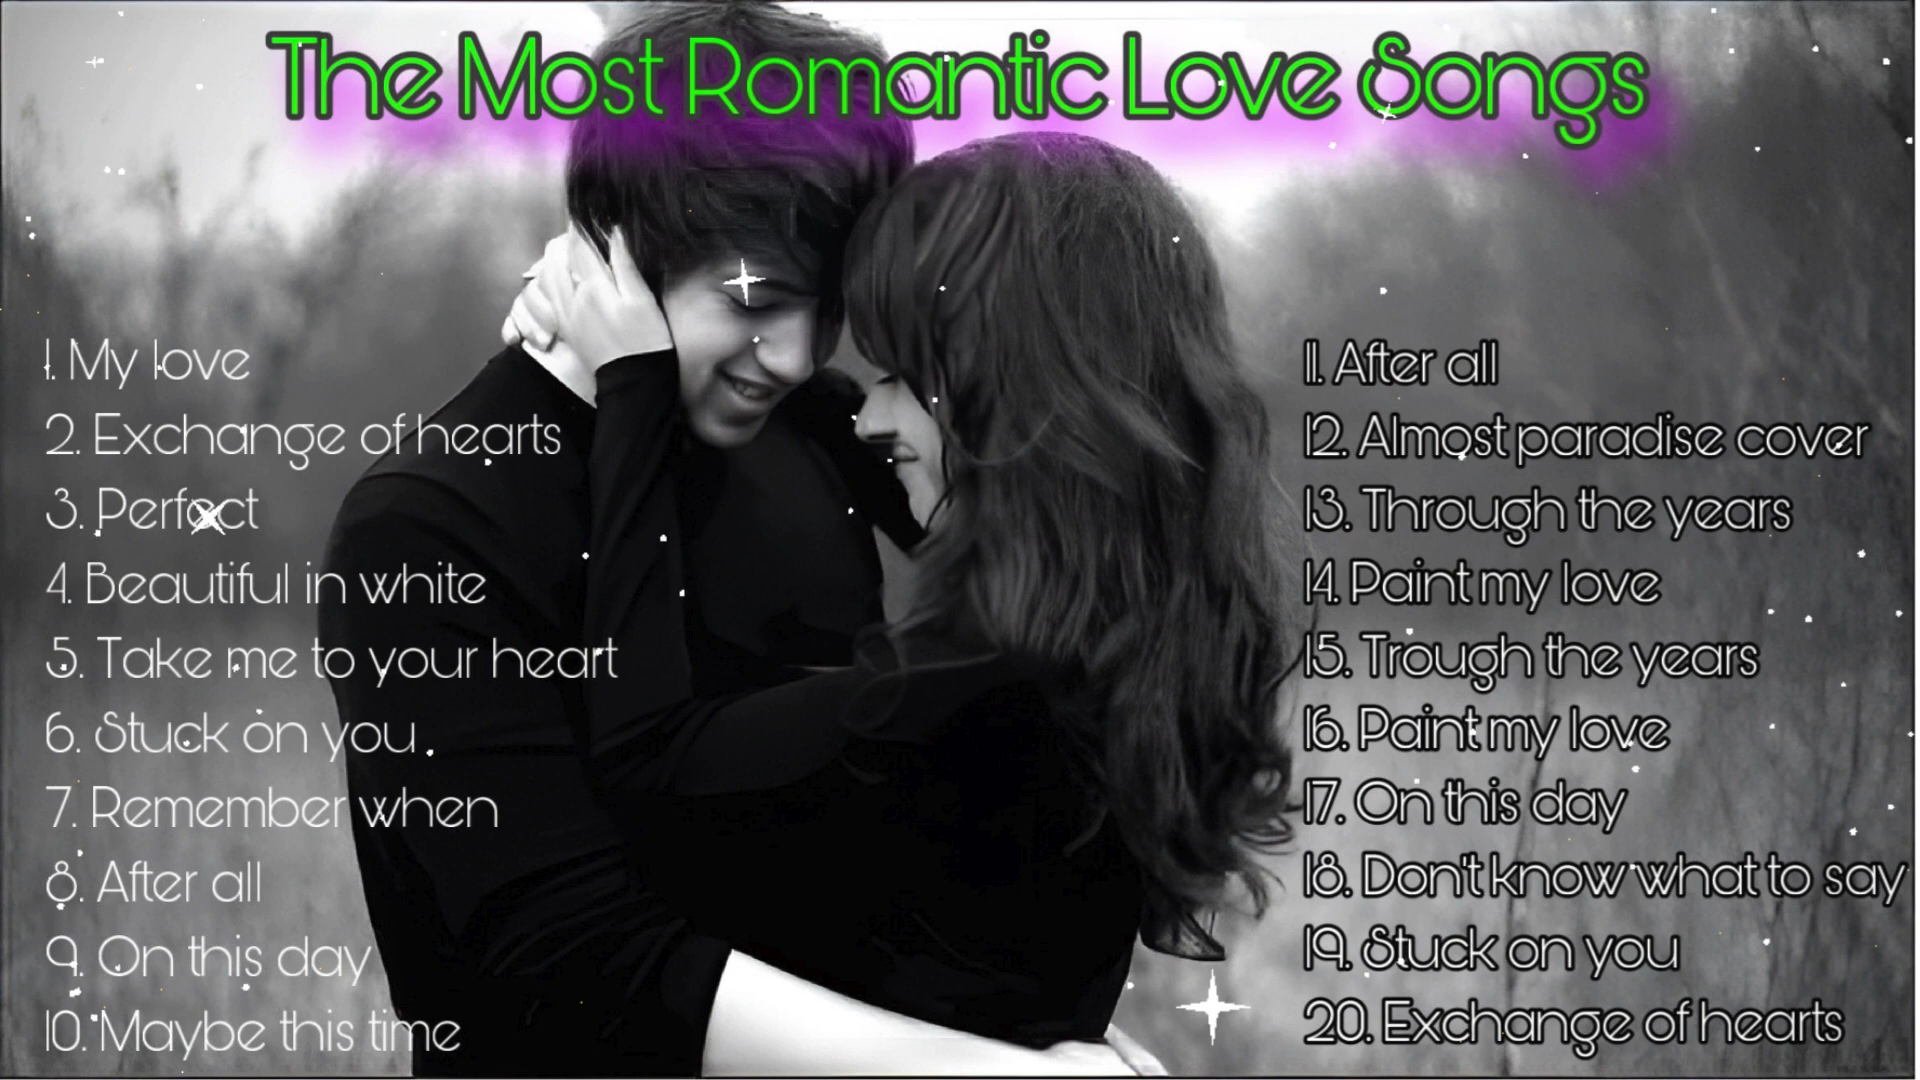 The Most Romantic Love Songs
1. My love
2. Exchange of hearts
3. Perfect
4. Beautiful in white
5. Take me to your heart
6. Stuck on you
7. Remember when
8. After all
9. On this day
10. Maybe this time
11. After all
12. Almost paradise cover
13. Through the years
14. Paint my love
15. Trough the years
16. Paint my love
17. On this day
18. Don't know what to say
19. Stuck on you
20. Exchange of hearts